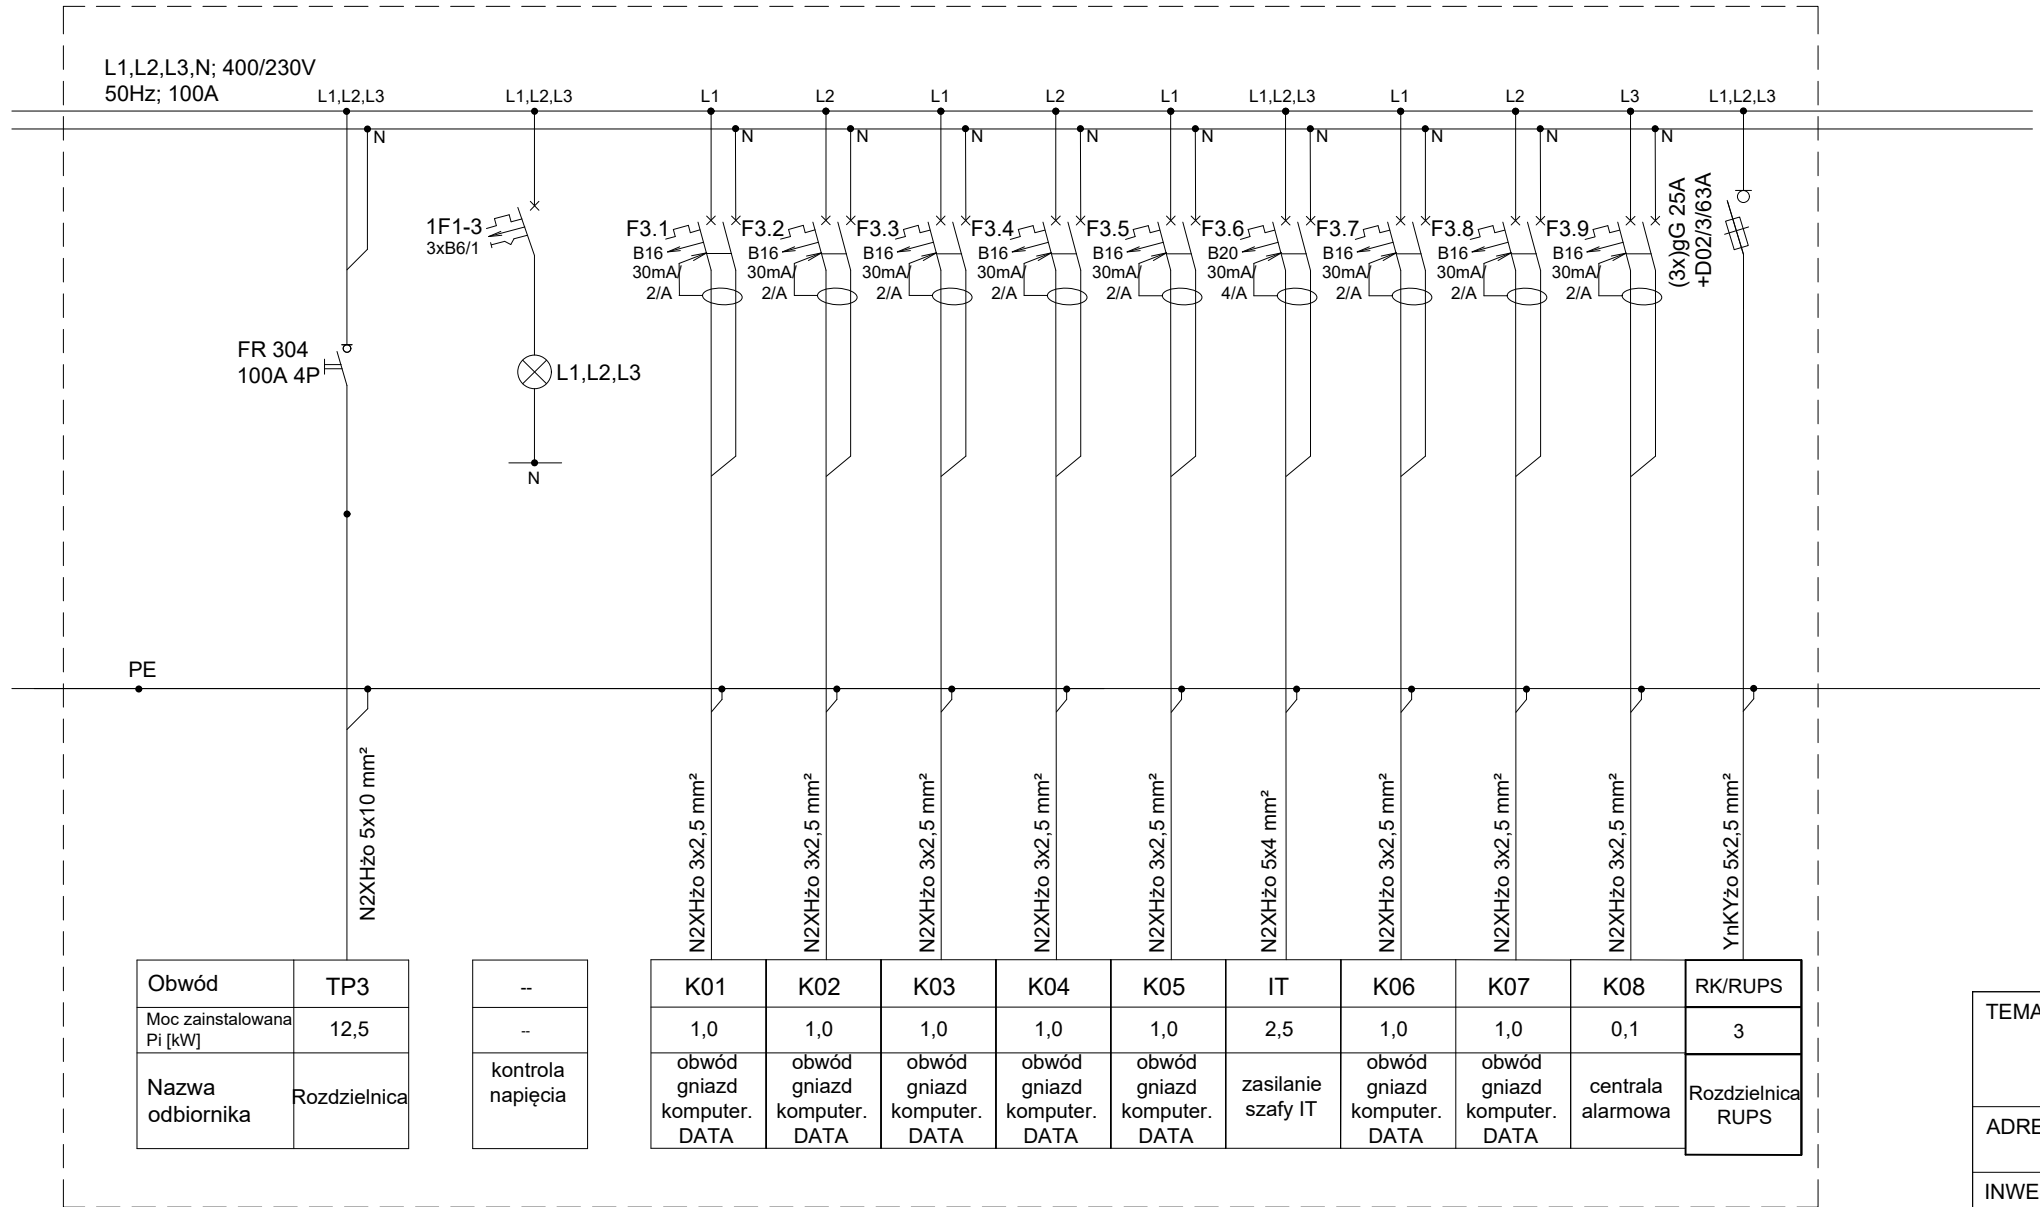 L1,L2,L3,N; 400/230V
50Hz; 100A
L1,L2,L3
L1,L2,L3
L1
L2
L1
L2
L1
L1,L2,L3
L1
L2
L3
L1,L2,L3
N
N
N
N
N
N
N
N
N
N
1F1-3
3xB6/1
F3.1
B16
30mA/
2/A
F3.2
B16
30mA/
2/A
F3.3
B16
30mA/
2/A
F3.4
B16
30mA/
2/A
F3.5
B16
30mA/
2/A
F3.6
B20
30mA/
4/A
F3.7
B16
30mA/
2/A
F3.8
B16
30mA/
2/A
F3.9
B16
30mA/
2/A
(3x)gG 25A
+D02/3/63A
FR 304
100A 4P
L1,L2,L3
N
PE
N2XHżo 5x10 mm²
N2XHżo 3x2,5 mm²
N2XHżo 3x2,5 mm²
N2XHżo 3x2,5 mm²
N2XHżo 3x2,5 mm²
N2XHżo 3x2,5 mm²
N2XHżo 5x4 mm²
N2XHżo 3x2,5 mm²
N2XHżo 3x2,5 mm²
N2XHżo 3x2,5 mm²
YnKYżo 5x2,5 mm²
Obwód TP3 -- K01 K02 K03 K04 K05 IT K06 K07 K08 RK/RUPS
Moc zainstalowana
Pi [kW]
12,5 -- 1,0 1,0 1,0 1,0 1,0 2,5 1,0 1,0 0,1 3
Nazwa
odbiornika
Rozdzielnica
kontrola
napięcia
obwód
gniazd
komputer.
DATA
obwód
gniazd
komputer.
DATA
obwód
gniazd
komputer.
DATA
obwód
gniazd
komputer.
DATA
obwód
gniazd
komputer.
DATA
zasilanie
szafy IT
obwód
gniazd
komputer.
DATA
obwód
gniazd
komputer.
DATA
centrala
alarmowa
Rozdzielnica
RUPS
TEMA
ADRE
INWE